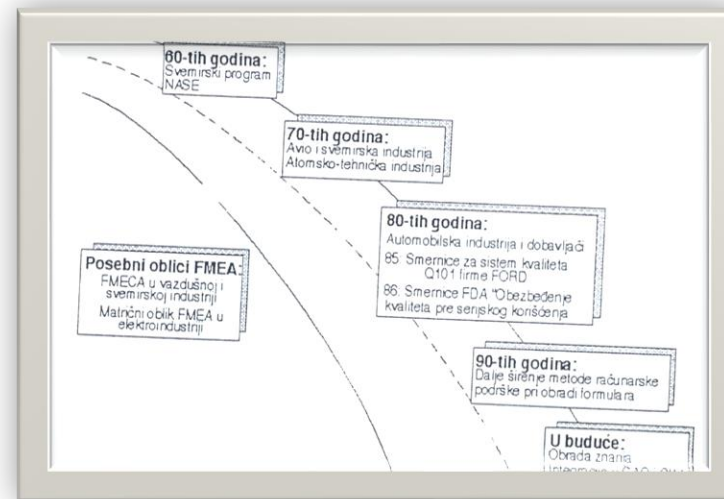 60-tih godina:
Svemirski program
NASE
70-tih godina:
Avio i svemirska industrija
Atomsko-tehnička industrija
80-tih godina:
Automobilska industrija i dobavljači
85: Smernice za sistem kvaliteta
Q101 firme FORD
86: Smernice FDA "Obezbeđenje
kvaliteta pre serijskog korišćenja
Posebni oblici FMEA:
FMECA u vazdušnoj i
svemirskoj industriji
Matrični oblik FMEA u
elektroindustriji
90-tih godina:
Dalje širenje metode računarske
podrške pri obradi formulara
U buduće:
Obrada znanja